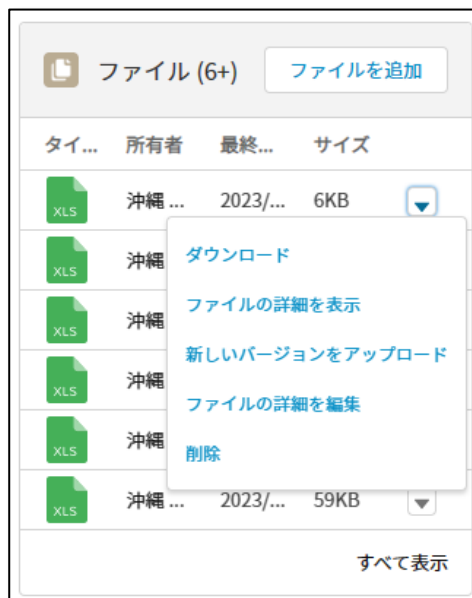 ファイル (6+) ファイルを追加
タイ... 所有者 最終... サイズ
XLS 沖縄 ... 2023/... 6KB
XLS 沖縄
ダウンロード
XLS 沖縄
ファイルの詳細を表示
XLS 沖縄
新しいバージョンをアップロード
XLS 沖縄
ファイルの詳細を編集
削除
XLS 沖縄 ... 2023/... 59KB
すべて表示